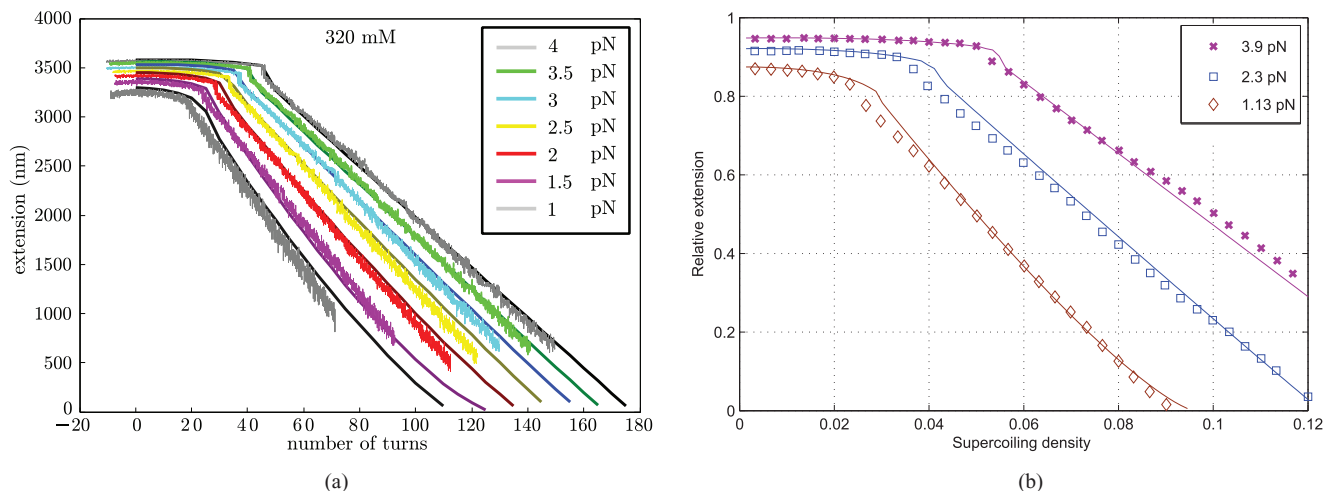 320 mM
4 pN
3.5 pN
3 pN
2.5 pN
2 pN
1.5 pN
1 pN
4000
3500
3000
2500
2000
1500
1000
500
0
extension (nm)
−20 0 20 40 60 80 100 120 140 160 180
number of turns
(a)
3.9 pN
2.3 pN
1.13 pN
1
0.8
0.6
0.4
0.2
0
Relative extension
0 0.02 0.04 0.06 0.08 0.1 0.12
Supercoiling density
(b)